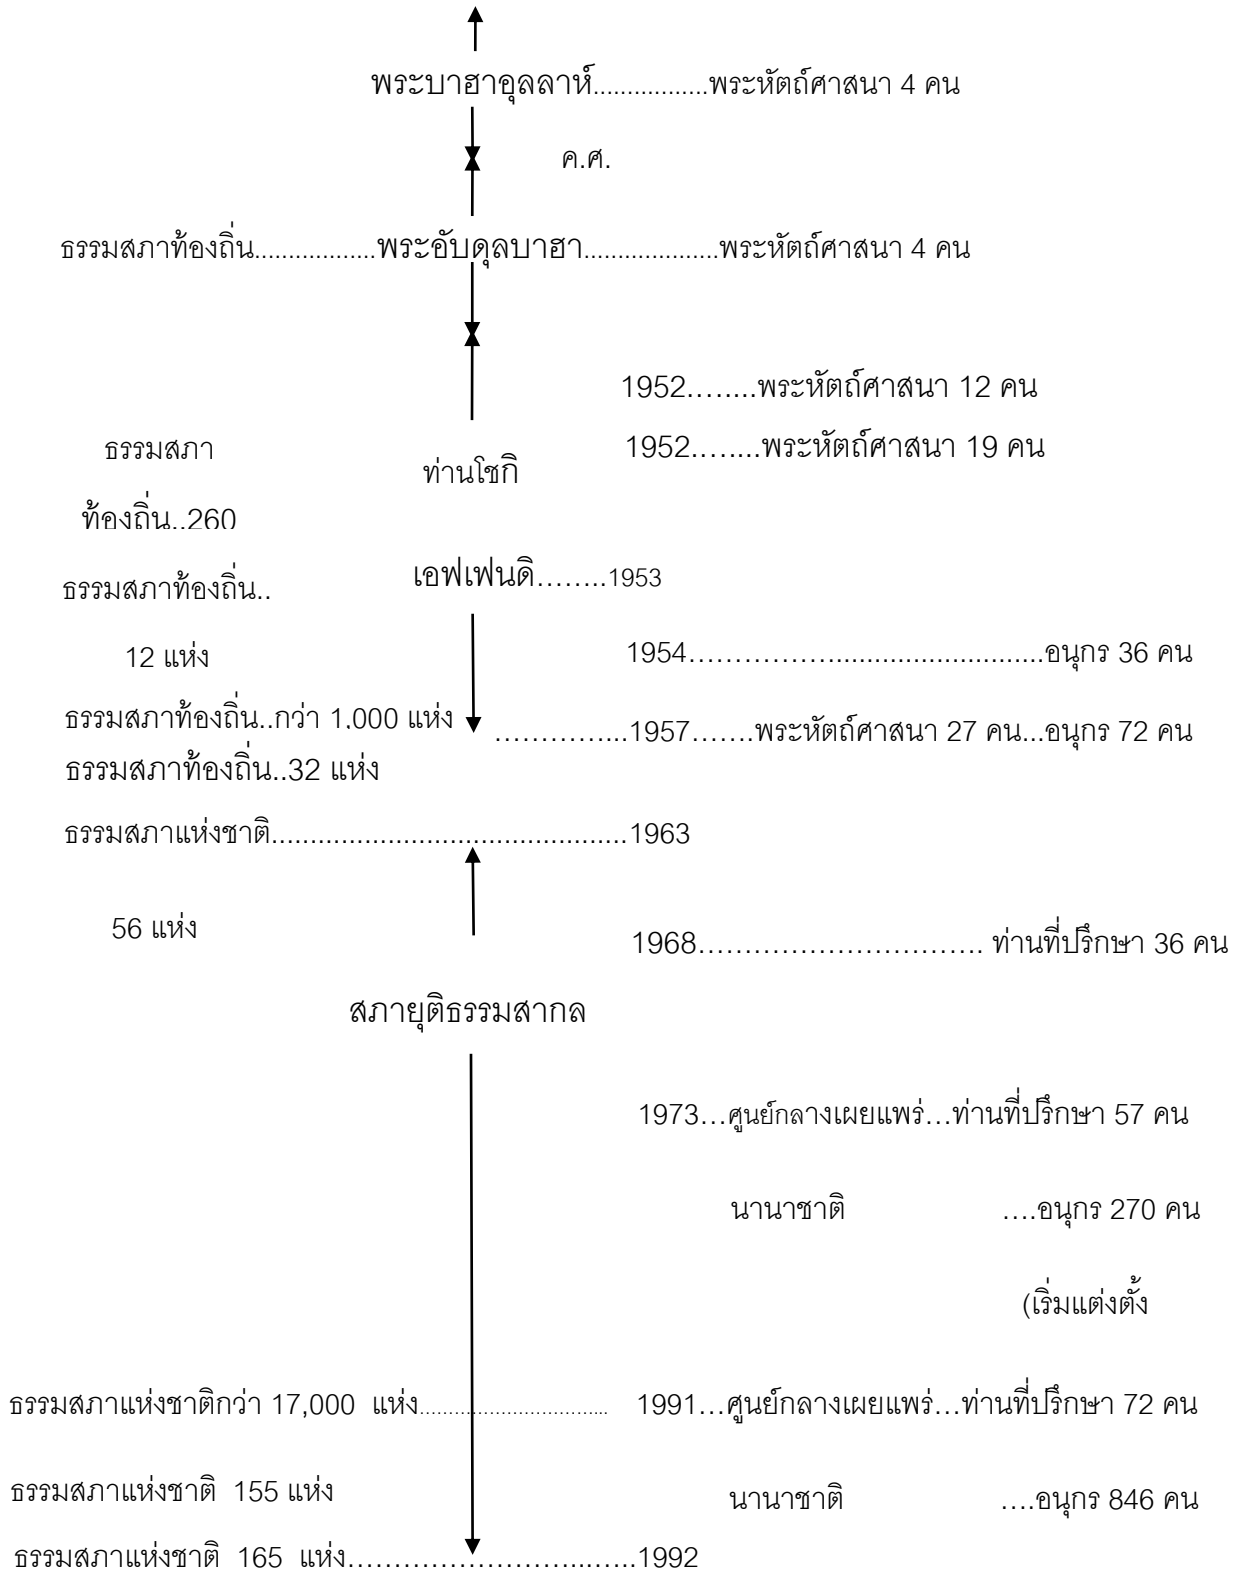 พระบาฮาอุลลาห์.................พระหัตถ์ศาสนา 4 คน
ค.ศ.
ธรรมสภาท้องถิ่น..................พระอับดุลบาฮา....................พระหัตถ์ศาสนา 4 คน
1952........พระหัตถ์ศาสนา 12 คน
ธรรมสภา
1952........พระหัตถ์ศาสนา 19 คน
ท่านโชกิ
ท้องถิ่น..260
เอฟเฟนดิ........1953
ธรรมสภาท้องถิ่น..
12 แห่ง
1954..........................................อนุกร 36 คน
ธรรมสภาท้องถิ่น..กว่า 1,000 แห่ง
................1957.......พระหัตถ์ศาสนา 27 คน...อนุกร 72 คน
ธรรมสภาท้องถิ่น..32 แห่ง
ธรรมสภาแห่งชาติ..............................................1963
56 แห่ง
1968................................ ท่านที่ปรึกษา 36 คน
สภายุติธรรมสากล
1973...ศูนย์กลางเผยแพร่...ท่านที่ปรึกษา 57 คน
นานาชาติ ....อนุกร 270 คน
(เริ่มแต่งตั้ง
ธรรมสภาแห่งชาติกว่า 17,000 แห่ง................................ 1991...ศูนย์กลางเผยแพร่...ท่านที่ปรึกษา 72 คน
ธรรมสภาแห่งชาติ 155 แห่ง
นานาชาติ ....อนุกร 846 คน
ธรรมสภาแห่งชาติ 165 แห่ง..................................1992